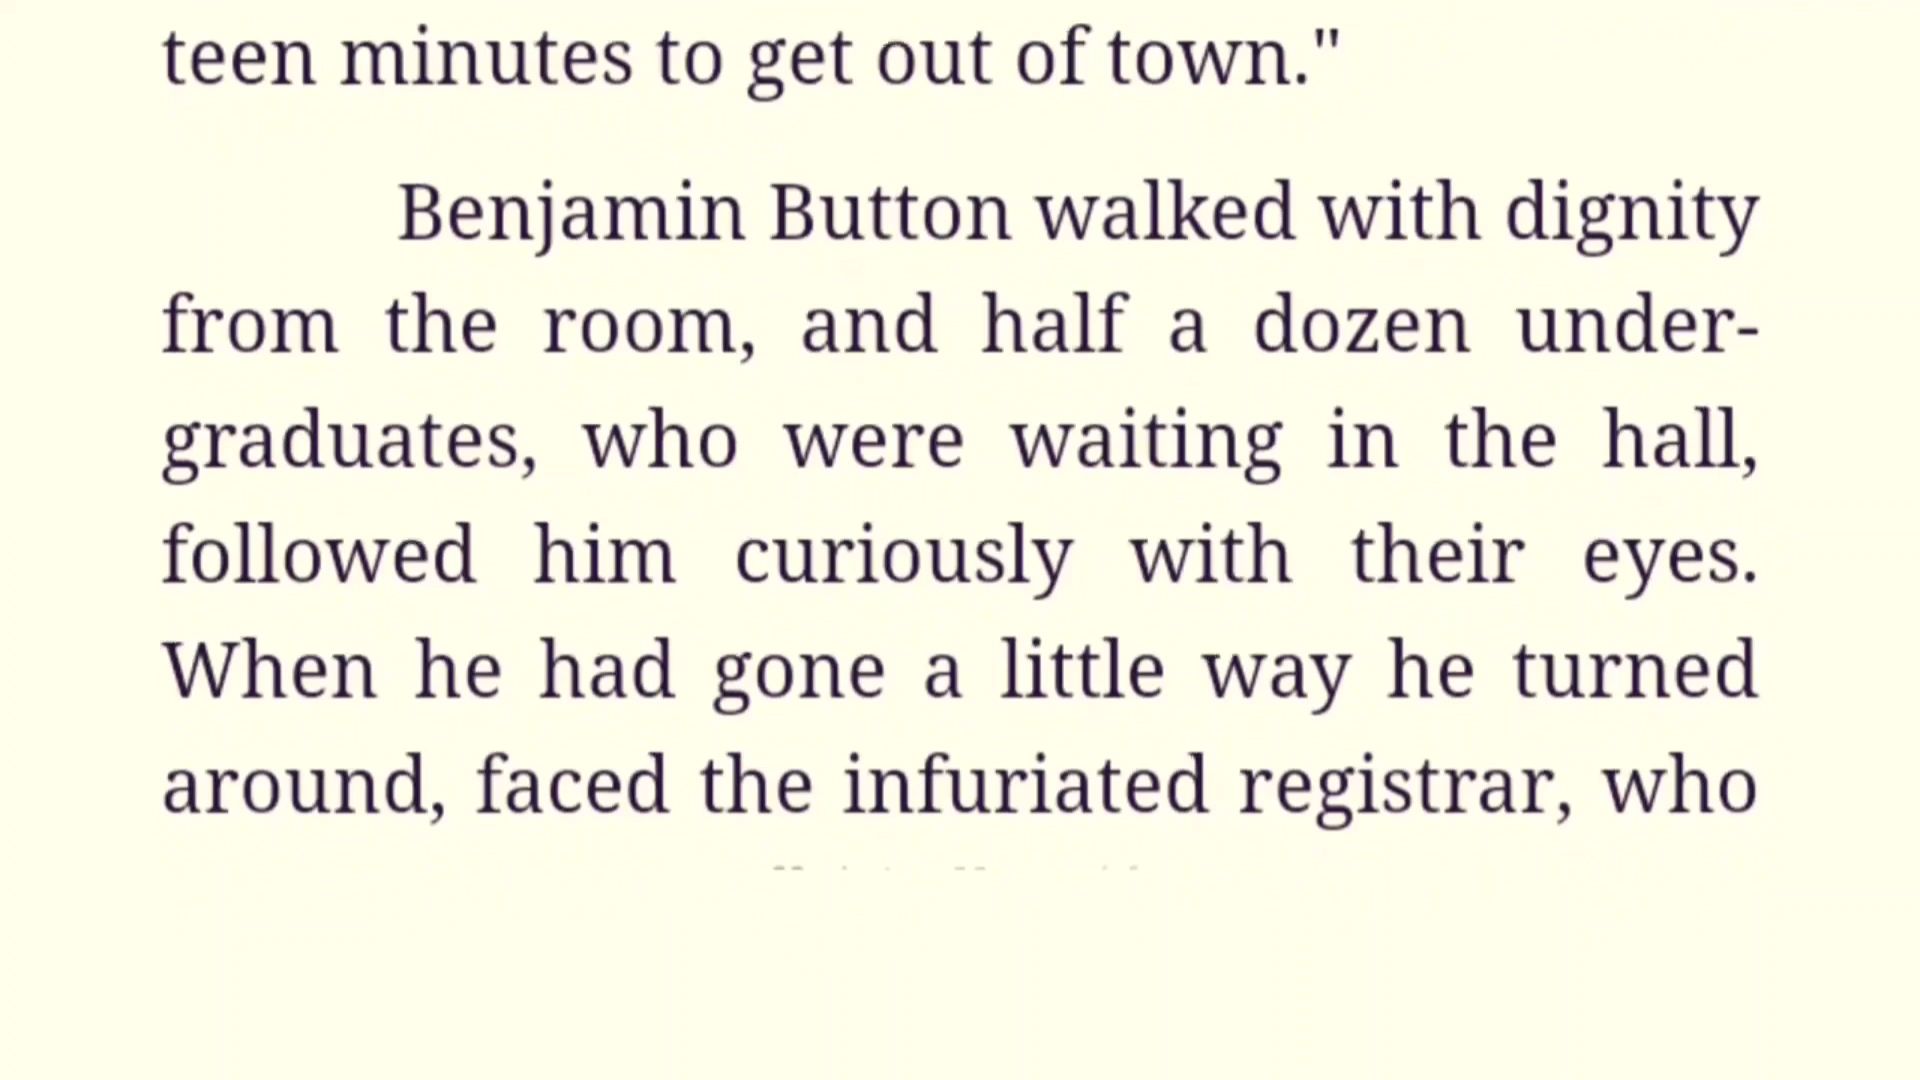 teen minutes to get out of town."
Benjamin Button walked with dignity
from the room, and half a dozen under-
graduates, who were waiting in the hall,
followed him curiously with their eyes.
When he had gone a little way he turned
around, faced the infuriated registrar, who